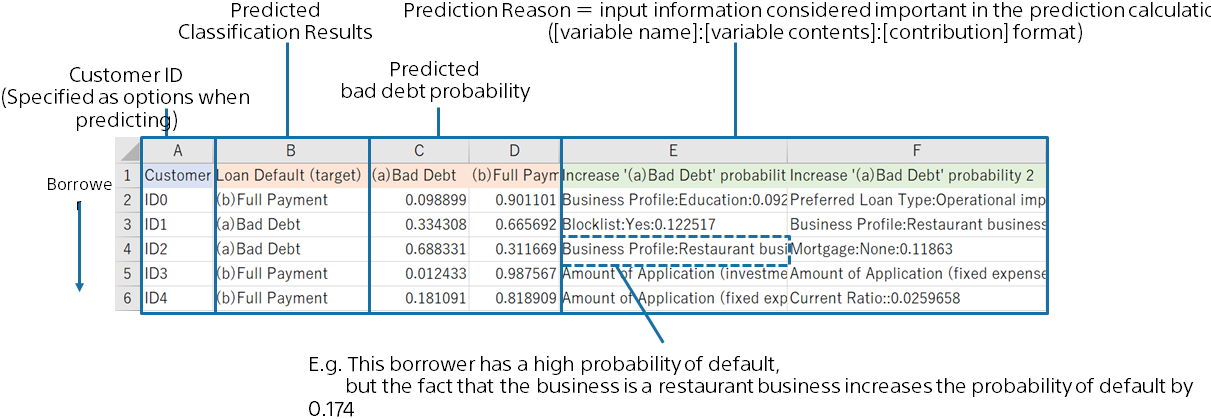 Predicted
Classification Results
Prediction Reason = input information considered important in the prediction calculatio
([variable name]:[variable contents]:[contribution] format)
Customer ID
(Specified as options when
predicting)
Predicted
bad debt probability
A B C D E F
1 Customer Loan Default (target) (a)Bad Debt (b)Full Paym Increase '(a)Bad Debt' probabilit Increase '(a)Bad Debt' probability 2
2 ID0 (b)Full Payment 0.098899 0.901101 Business Profile:Education:0.092 Preferred Loan Type:Operational imp
3 ID1 (a)Bad Debt 0.334308 0.665692 Blocklist:Yes:0.122517 Business Profile:Restaurant business
4 ID2 (a)Bad Debt 0.688331 0.311669 Business Profile:Restaurant busi Mortgage:None:0.11863
5 ID3 (b)Full Payment 0.012433 0.987567 Amount of Application (investme Amount of Application (fixed expense
6 ID4 (b)Full Payment 0.181091 0.818909 Amount of Application (fixed exp Current Ratio::0.0259658
Borrowe
r
E.g. This borrower has a high probability of default,
but the fact that the business is a restaurant business increases the probability of default by
0.174